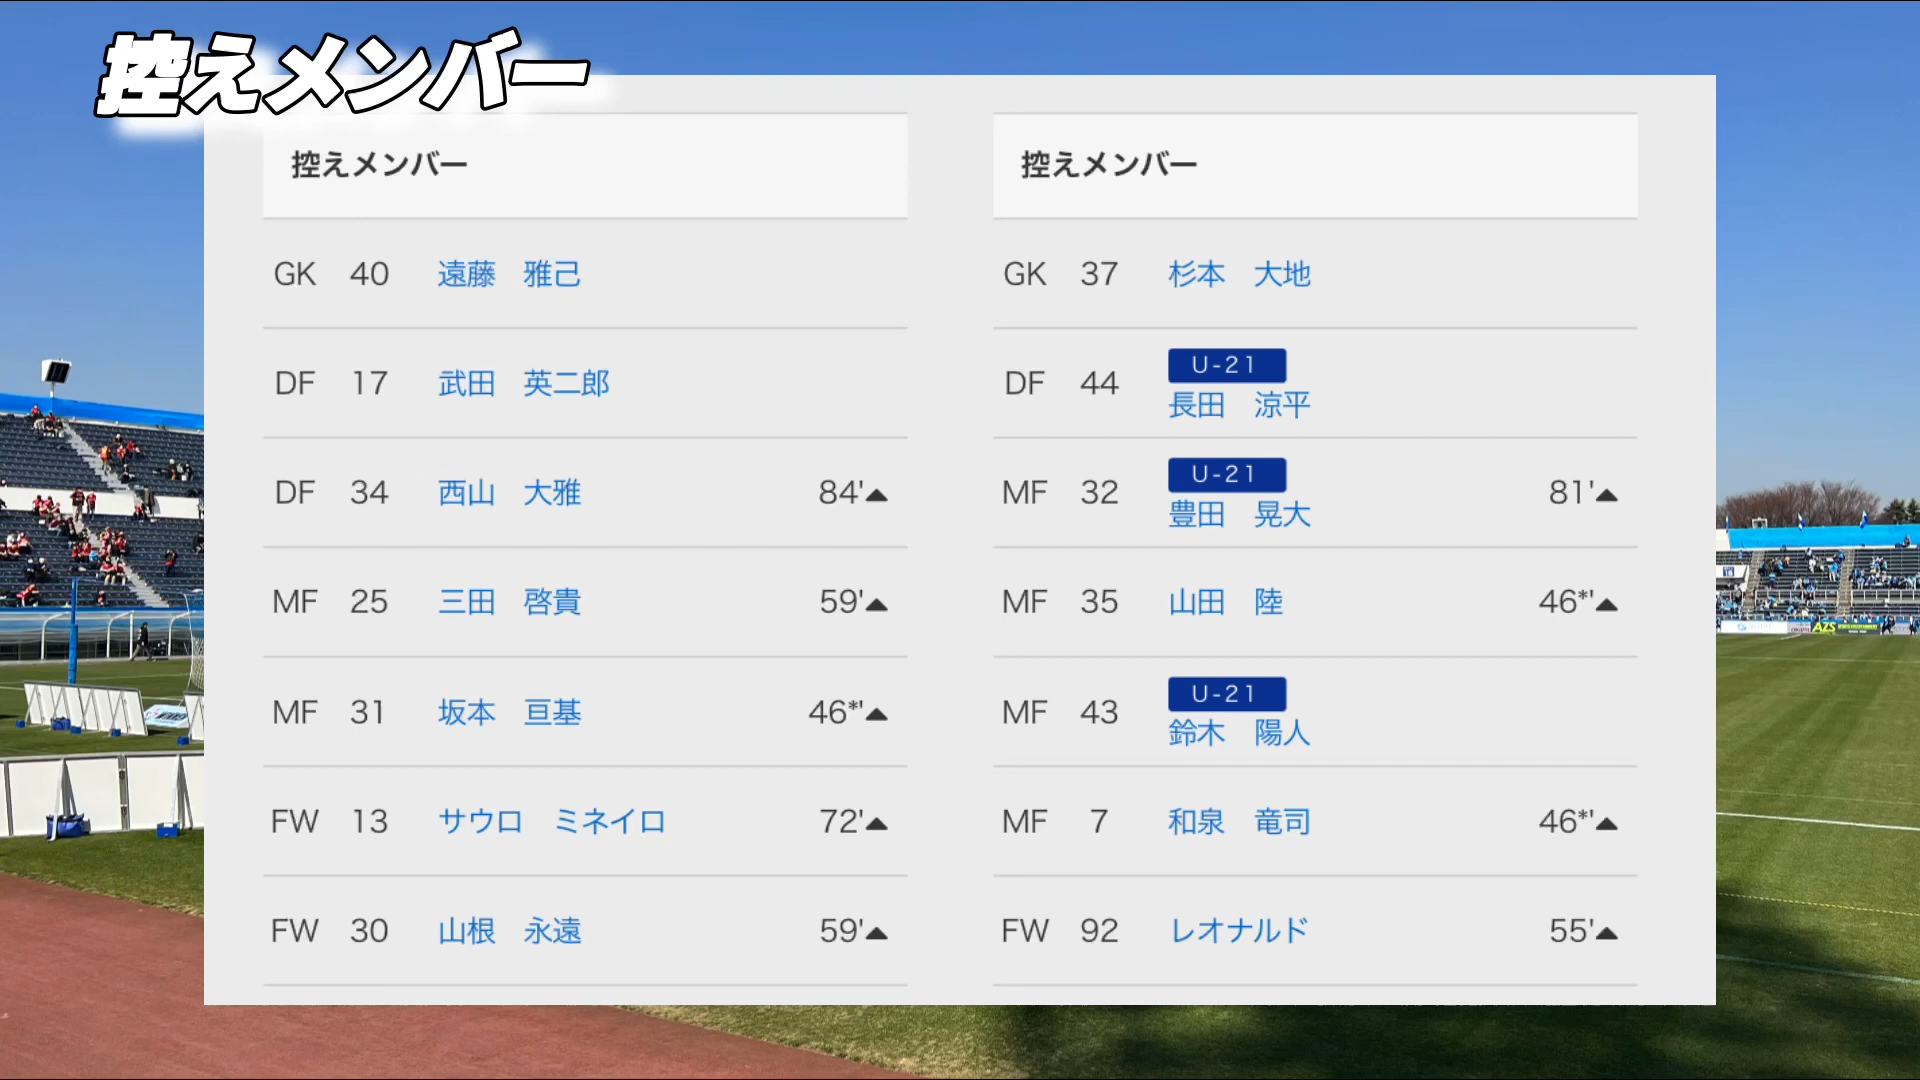 控えメンバー
控えメンバー
GK 40 遠藤 雅己
DF 17 武田 英二郎
DF 34 西山 大雅 84'▲
MF 25 三田 啓貴 59'▲
MF 31 坂本 亘基 46*'▲
FW 13 サウロ ミネイロ 72'▲
FW 30 山根 永遠 59'▲
控えメンバー
GK 37 杉本 大地
U-21
DF 44 長田 涼平
U-21
MF 32 豊田 晃大 81'▲
MF 35 山田 陸 46*'▲
U-21
MF 43 鈴木 陽人
MF 7 和泉 竜司 46*'▲
FW 92 レオナルド 55'▲
AZS